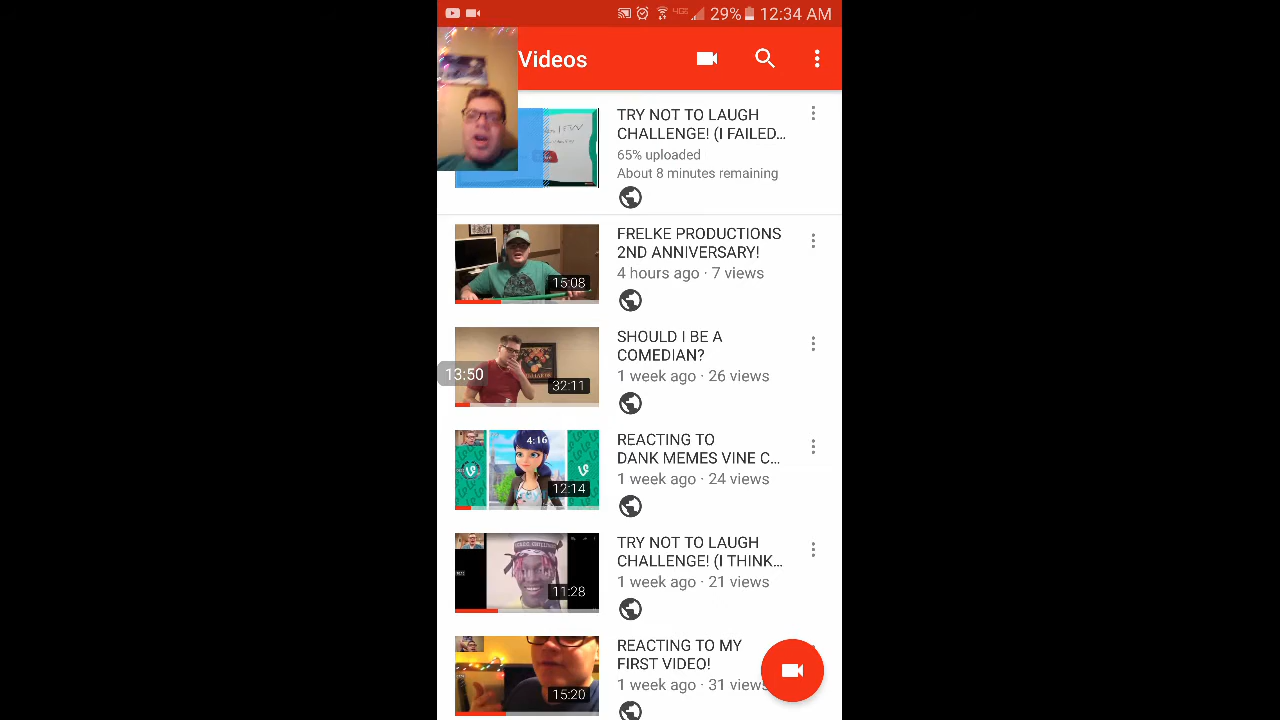 4G LTE 29% 12:34 AM
Videos
TRY NOT TO LAUGH
CHALLENGE! (I FAILED...
65% uploaded
About 8 minutes remaining
FRELKE PRODUCTIONS
2ND ANNIVERSARY!
4 hours ago · 7 views
15:08
SHOULD I BE A
COMEDIAN?
1 week ago · 26 views
13:50
32:11
REACTING TO
DANK MEMES VINE C...
1 week ago · 24 views
4:16
12:14
TRY NOT TO LAUGH
CHALLENGE! (I THINK...
1 week ago · 21 views
11:28
REACTING TO MY
FIRST VIDEO!
1 week ago · 31 views
15:20